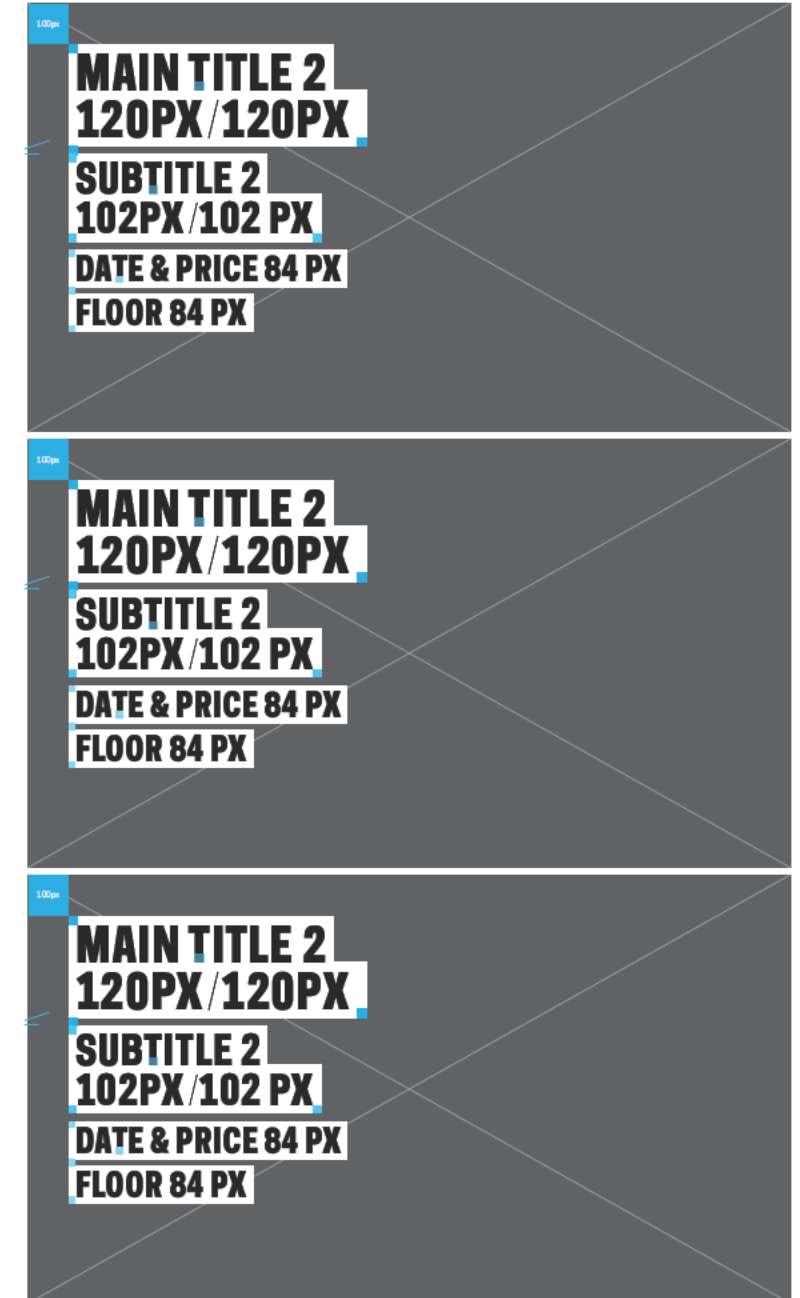 100px
MAIN TITLE 2
120PX/120PX
SUBTITLE 2
102PX/102 PX
DATE & PRICE 84 PX
FLOOR 84 PX
100px
MAIN TITLE 2
120PX/120PX
SUBTITLE 2
102PX/102 PX
DATE & PRICE 84 PX
FLOOR 84 PX
100px
MAIN TITLE 2
120PX/120PX
SUBTITLE 2
102PX/102 PX
DATE & PRICE 84 PX
FLOOR 84 PX